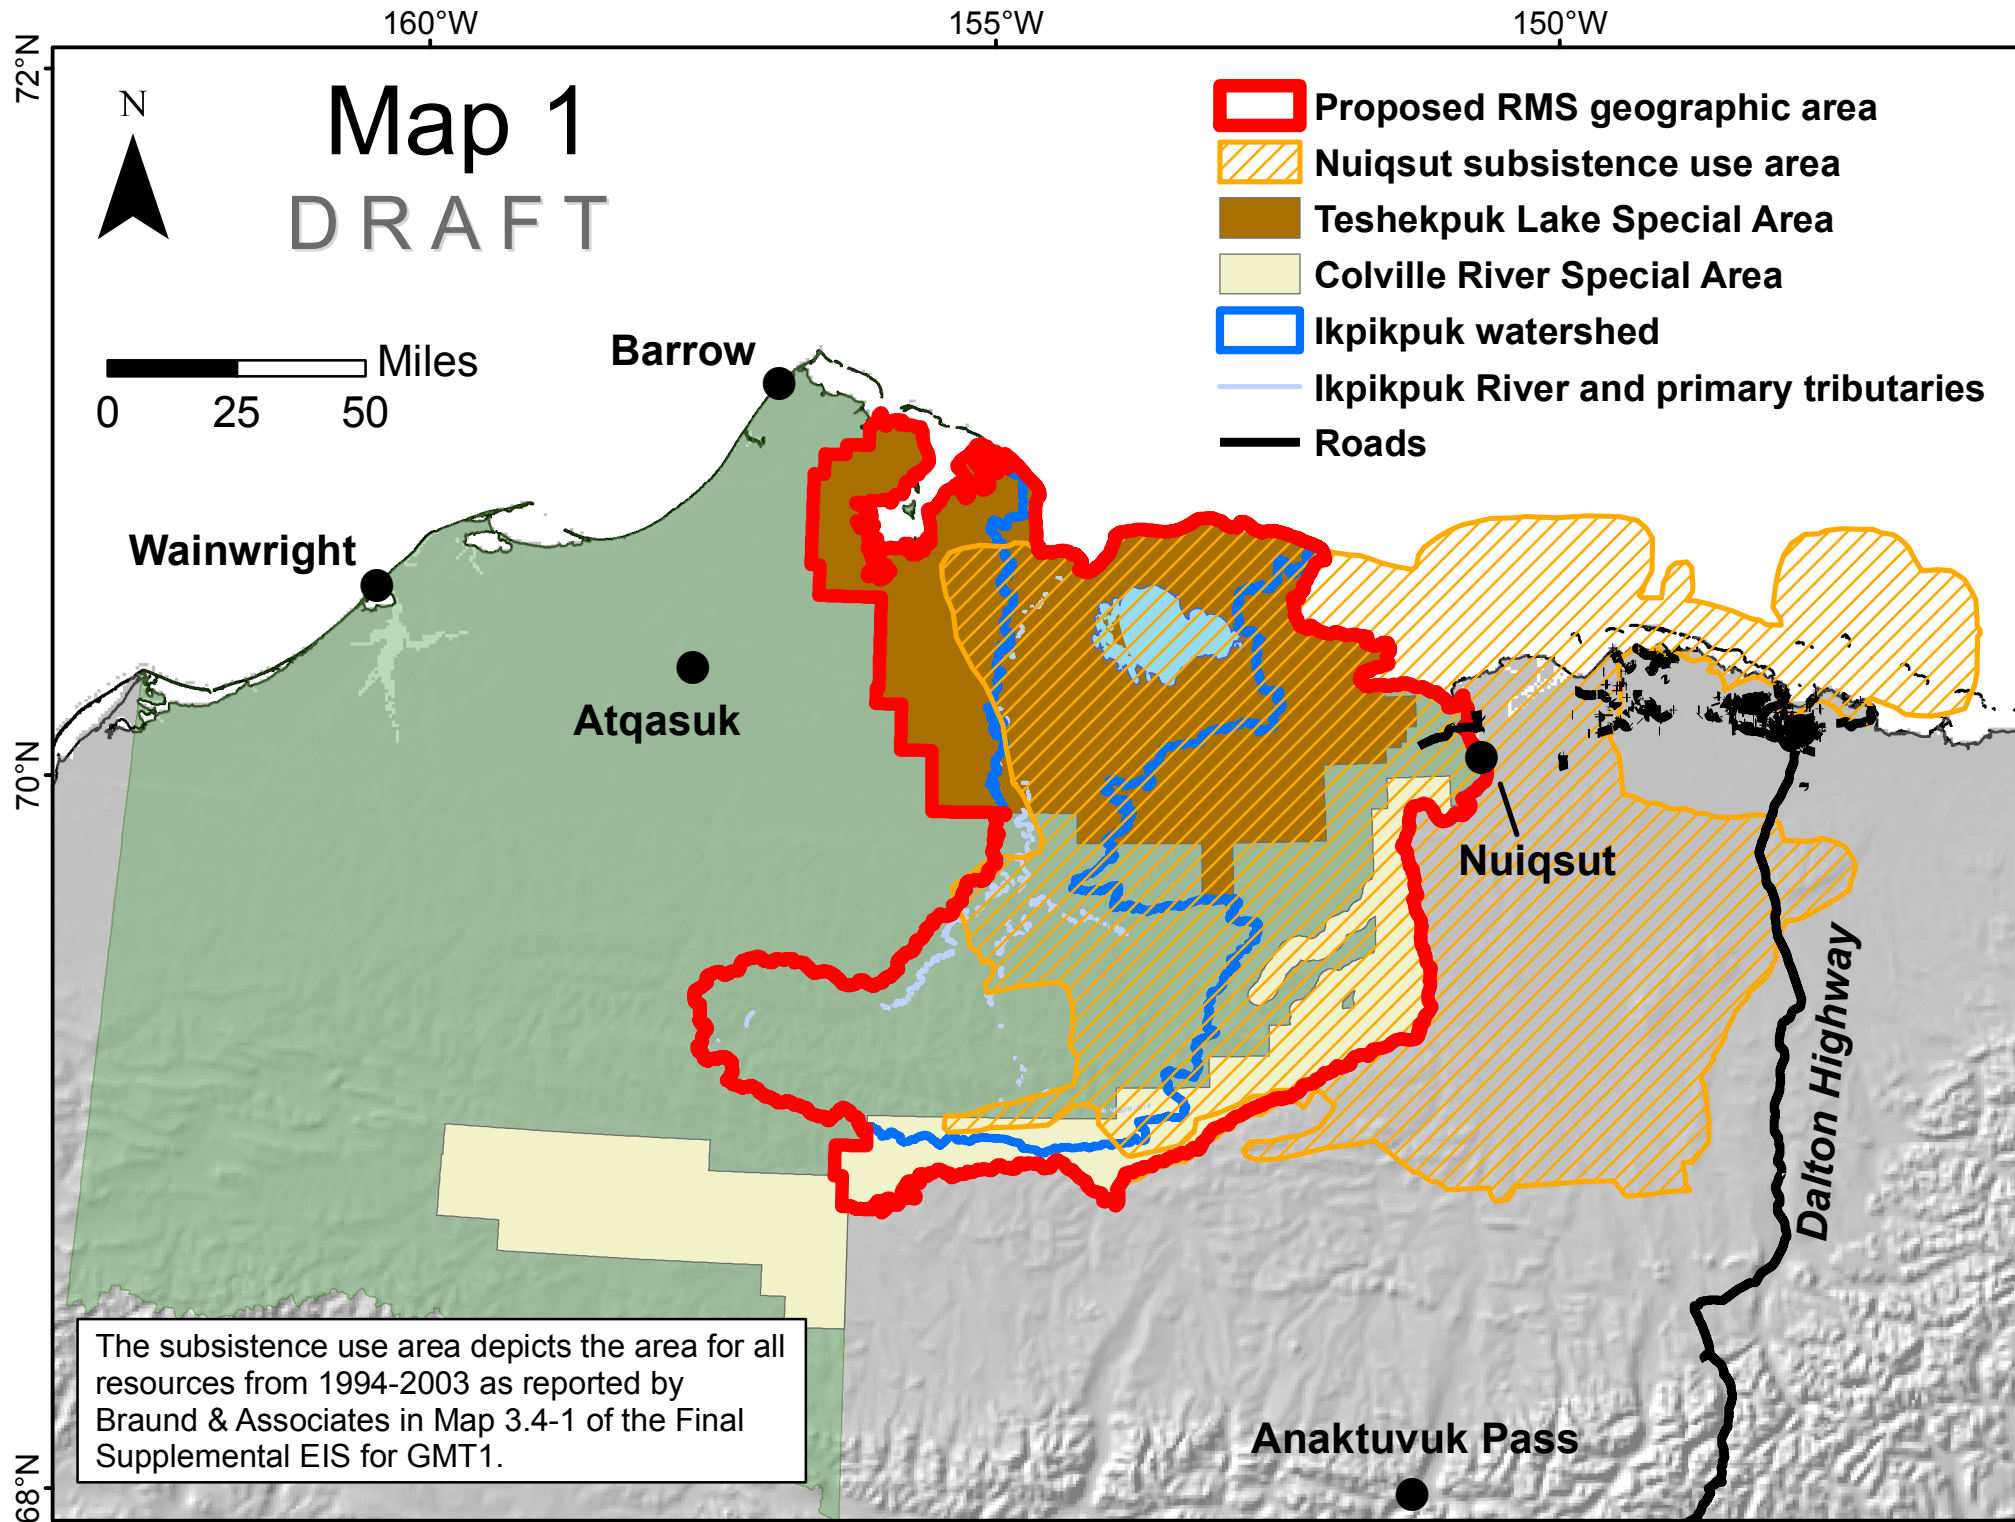 160°W
155°W
150°W
72°N
N
Map 1
DRAFT
Proposed RMS geographic area
Nuiqsut subsistence use area
Teshekpuk Lake Special Area
Colville River Special Area
Ikpikpuk watershed
Ikpikpuk River and primary tributaries
Roads
Miles
0 25 50
Barrow
Wainwright
Atqasuk
70°N
Nuiqsut
Dalton Highway
The subsistence use area depicts the area for all
resources from 1994-2003 as reported by
Braund & Associates in Map 3.4-1 of the Final
Supplemental EIS for GMT1.
Anaktuvuk Pass
68°N